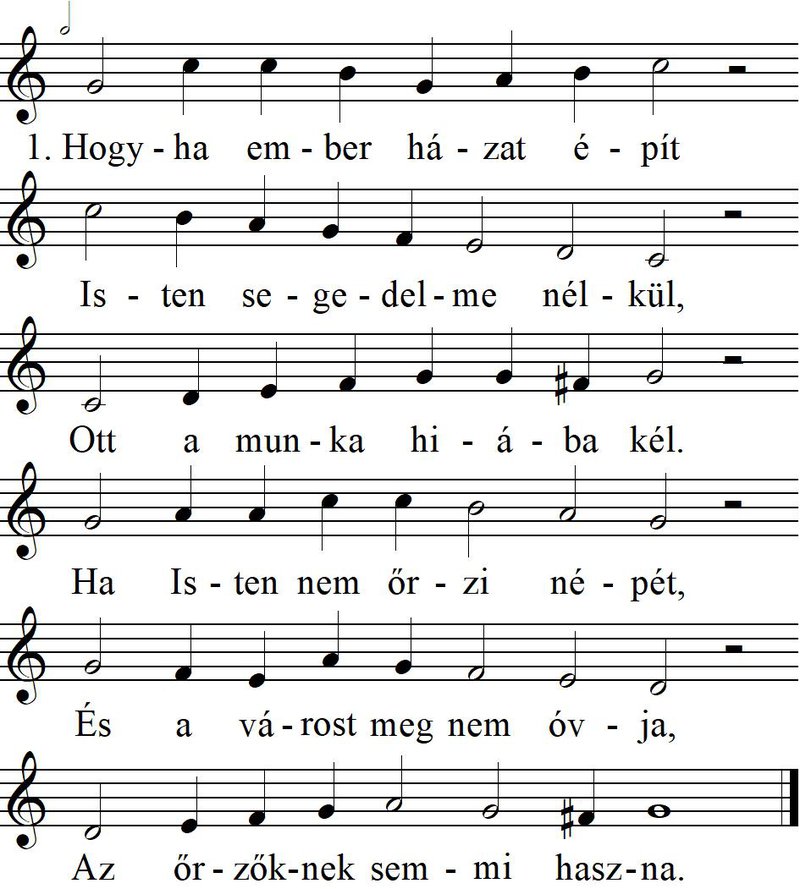 1. Hogy - ha em - ber há - zat é - pít
Is - ten se - ge - del - me nél - kül,
Ott a mun - ka hi - á - ba kél.
Ha Is - ten nem őr - zi né - pét,
És a vá - rost meg nem óv - ja,
Az őr - zők - nek sem - mi hasz - na.